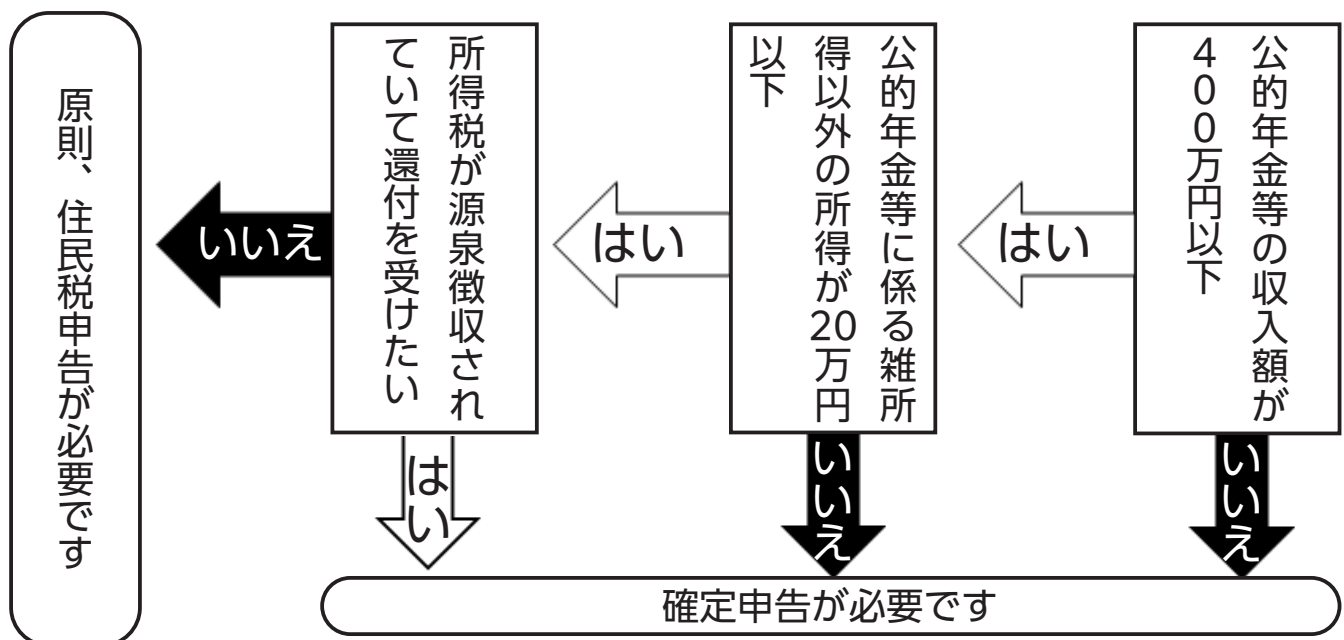 公的年金等の収入額が
400万円以下
はい
いいえ
公的年金等に係る雑所
得以外の所得が20万円
以下
はい
いいえ
所得税が源泉徴収され
ていて還付を受けたい
いいえ
はい
原則、住民税申告が必要です
確定申告が必要です